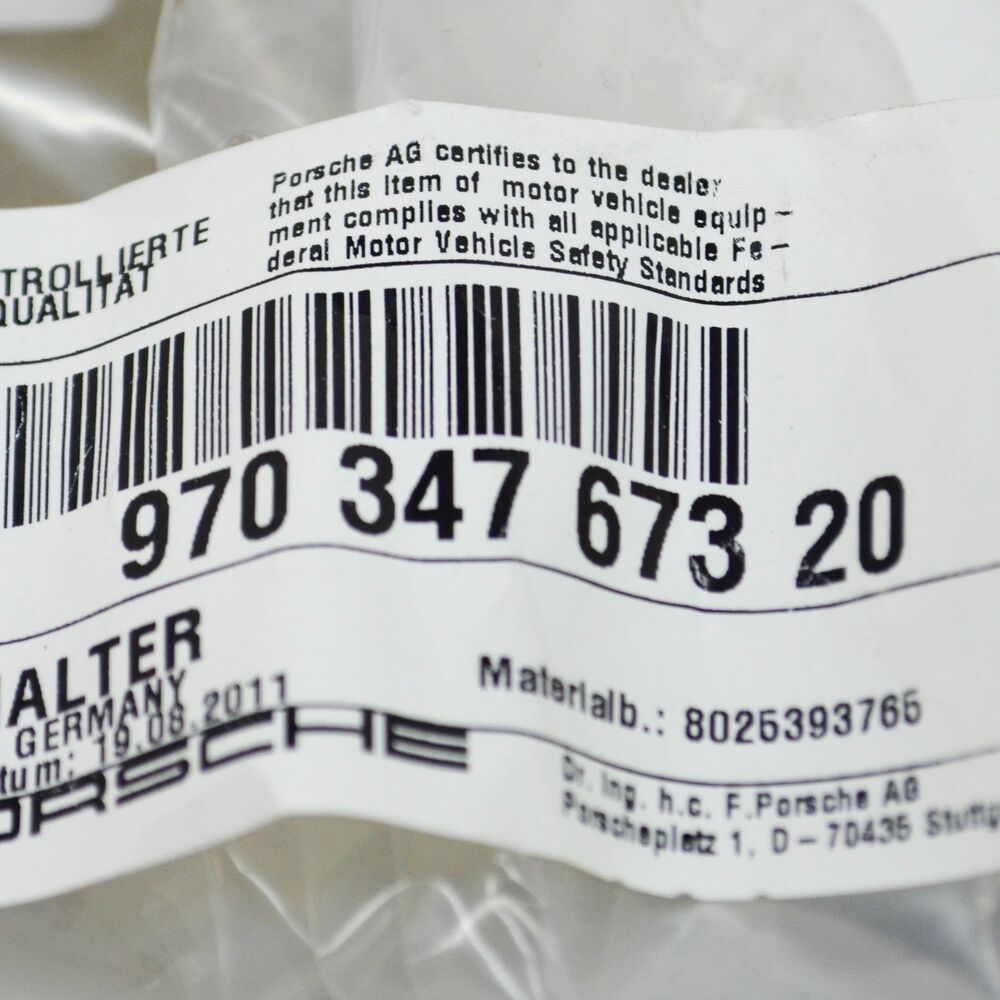 TROLLIERTE
QUALITÄT
Porsche AG certifies to the dealer
that this item of motor vehicle equip-
ment complies with all applicable Fe-
deral Motor Vehicle Safety Standards
970 347 673 20
ALTER
GERMANY
tum: 19.08.2011
PORSCHE
Materialb.: 8025393765
Dr. Ing. h.c. F.Porsche AG
Porscheplatz 1, D-70435 Stuttg